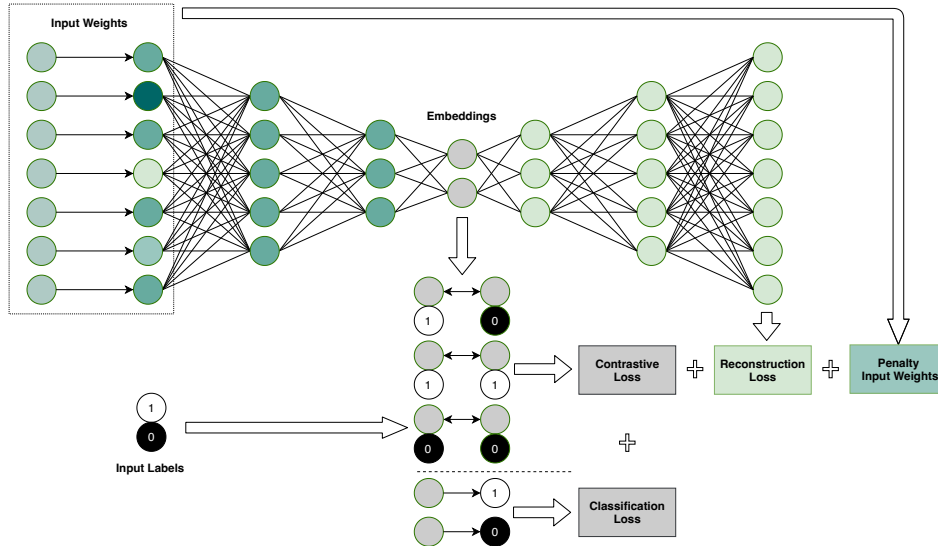 Input Weights
Embeddings
1 0
Contrastive
Loss
Reconstruction
Loss
Penalty
Input Weights
1 1
1
0
0 0
Input Labels
1
Classification
Loss
0